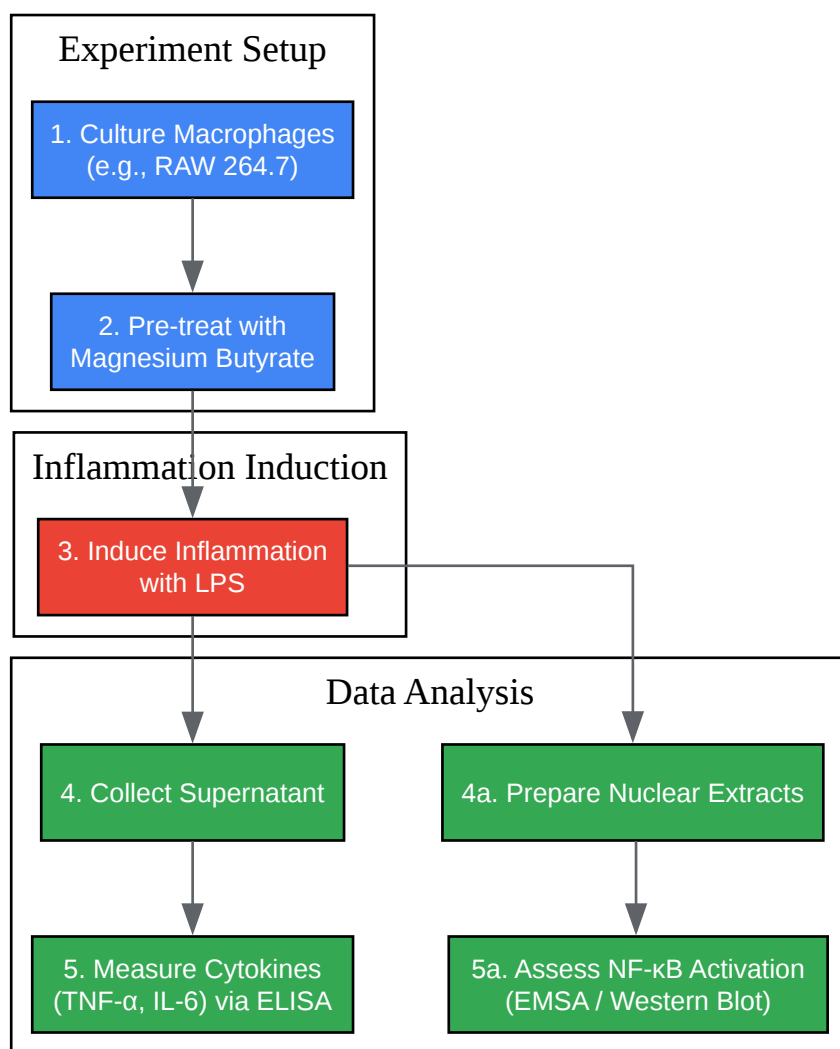 Experiment Setup
1. Culture Macrophages
(e.g., RAW 264.7)
2. Pre-treat with
Magnesium Butyrate
Inflammation Induction
3. Induce Inflammation
with LPS
Data Analysis
4. Collect Supernatant
4a. Prepare Nuclear Extracts
5. Measure Cytokines
(TNF-α, IL-6) via ELISA
5a. Assess NF-κB Activation
(EMSA / Western Blot)